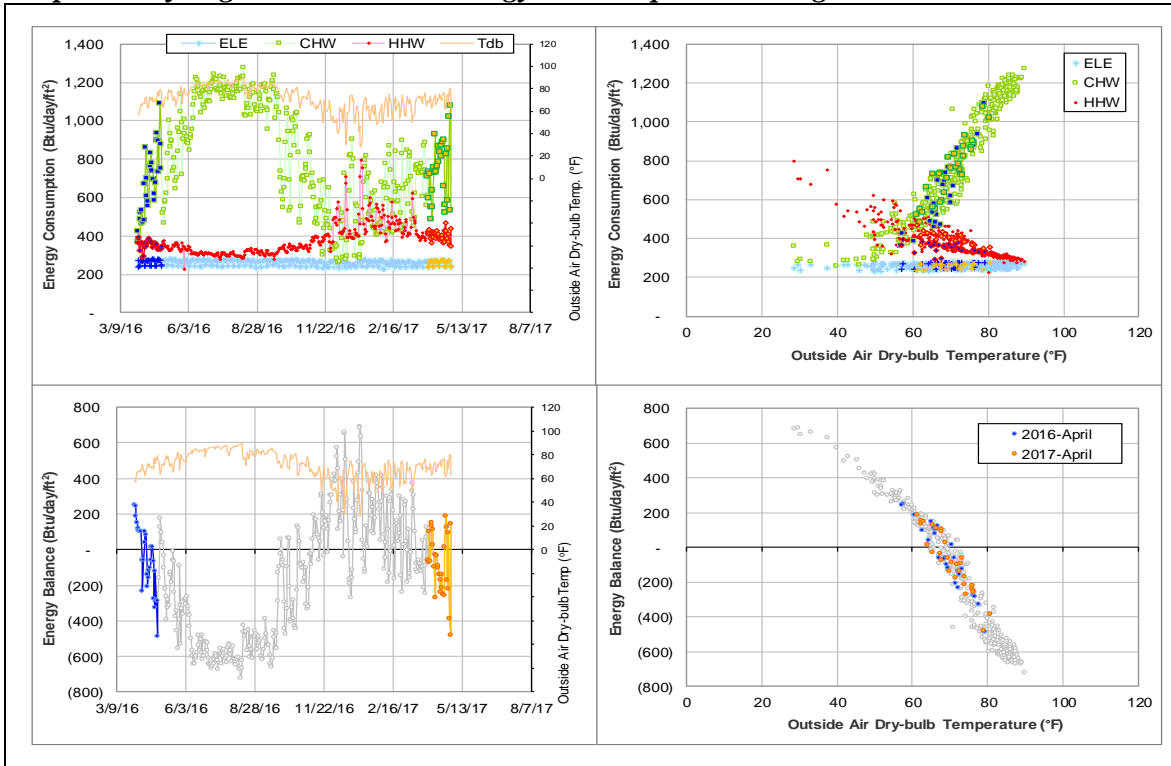 ELE CHW HHW Tdb
1,400
1,200
1,000
800
600
400
200
-
Energy Consumption (Btu/day/ft²)
120
100
80
60
40
20
0
Outside Air Dry-bulb Temp. (°F)
3/9/16 6/3/16 8/28/16 11/22/16 2/16/17 5/13/17 8/7/17
1,400
1,200
1,000
800
600
400
200
-
Energy Consumption (Btu/day/ft²)
ELE
CHW
HHW
0 20 40 60 80 100 120
Outside Air Dry-bulb Temperature (°F)
800
600
400
200
-
(200)
(400)
(600)
(800)
Energy Balance (Btu/day/ft²)
120
100
80
60
40
20
0
Outside Air Dry-bulb Temp (°F)
3/9/16 6/3/16 8/28/16 11/22/16 2/16/17 5/13/17 8/7/17
800
600
400
200
-
(200)
(400)
(600)
(800)
Energy Balance (Btu/day/ft²)
2016-April
2017-April
0 20 40 60 80 100 120
Outside Air Dry-bulb Temperature (°F)